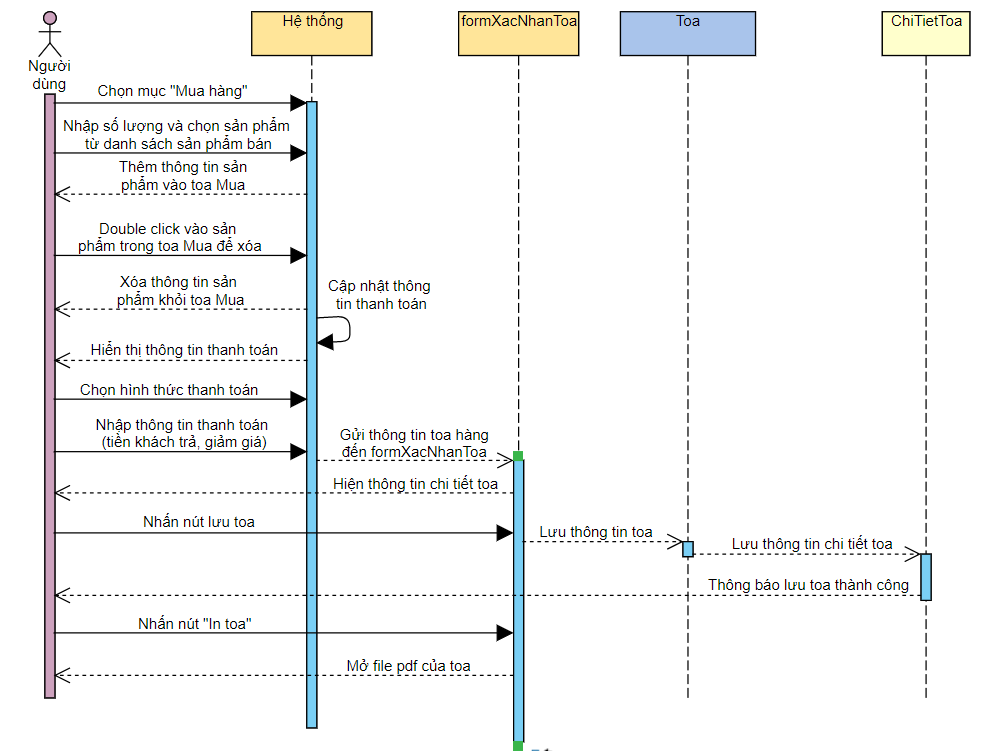 Hệ thống
formXacNhanToa
Toa
ChiTietToa
Người
dùng
Chọn mục "Mua hàng"
Nhập số lượng và chọn sản phẩm
từ danh sách sản phẩm bán
Thêm thông tin sản
phẩm vào toa Mua
Double click vào sản
phẩm trong toa Mua để xóa
Xóa thông tin sản
phẩm khỏi toa Mua
Cập nhật thông
tin thanh toán
Hiển thị thông tin thanh toán
Chọn hình thức thanh toán
Nhập thông tin thanh toán
(tiền khách trả, giảm giá)
Gửi thông tin toa hàng
đến formXacNhanToa
Hiện thông tin chi tiết toa
Nhấn nút lưu toa
Lưu thông tin toa
Lưu thông tin chi tiết toa
Thông báo lưu toa thành công
Nhấn nút "In toa"
Mở file pdf của toa